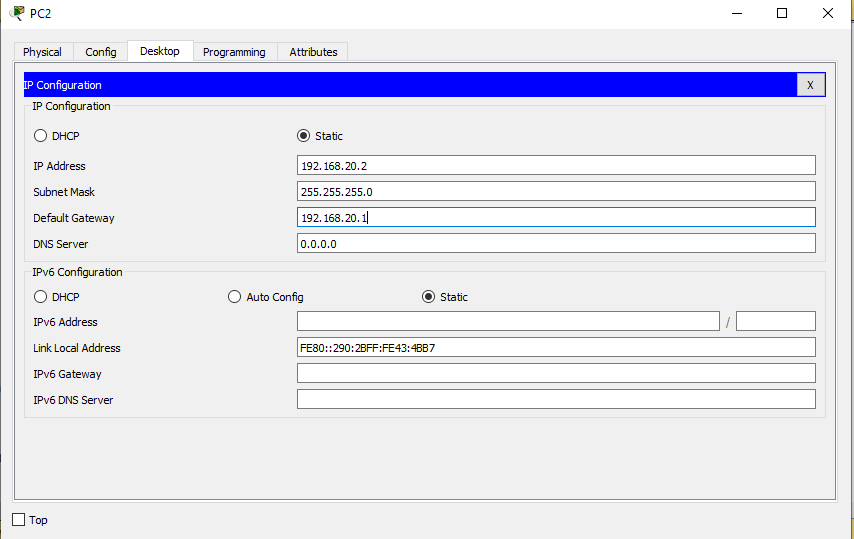 PC2
Physical Config Desktop Programming Attributes
IP Configuration X
IP Configuration
DHCP Static
IP Address 192.168.20.2
Subnet Mask 255.255.255.0
Default Gateway 192.168.20.1
DNS Server 0.0.0.0
IPv6 Configuration
DHCP Auto Config Static
IPv6 Address /
Link Local Address FE80::290:2BFF:FE43:4BB7
IPv6 Gateway
IPv6 DNS Server
Top